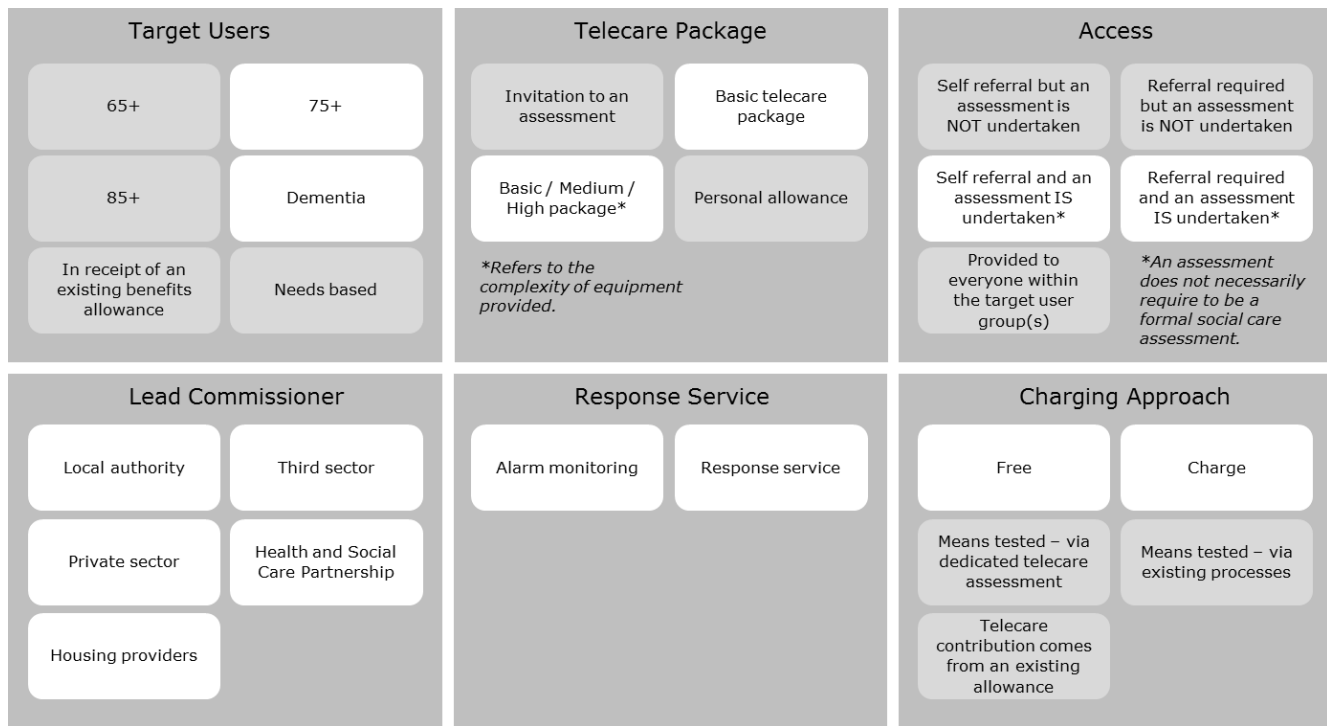 Target Users
65+
75+
85+
Dementia
In receipt of an
existing benefits
allowance
Needs based
Telecare Package
Invitation to an
assessment
Basic telecare
package
Basic / Medium /
High package*
Personal allowance
*Refers to the
complexity of equipment
provided.
Access
Self referral but an
assessment is
NOT undertaken
Referral required
but an assessment
is NOT undertaken
Self referral and an
assessment IS
undertaken*
Referral required
and an assessment
IS undertaken*
Provided to
everyone within
the target user
group(s)
*An assessment
does not necessarily
require to be a
formal social care
assessment.
Lead Commissioner
Local authority
Third sector
Private sector
Health and Social
Care Partnership
Housing providers
Response Service
Alarm monitoring
Response service
Charging Approach
Free
Charge
Means tested – via
dedicated telecare
assessment
Means tested – via
existing processes
Telecare
contribution comes
from an existing
allowance